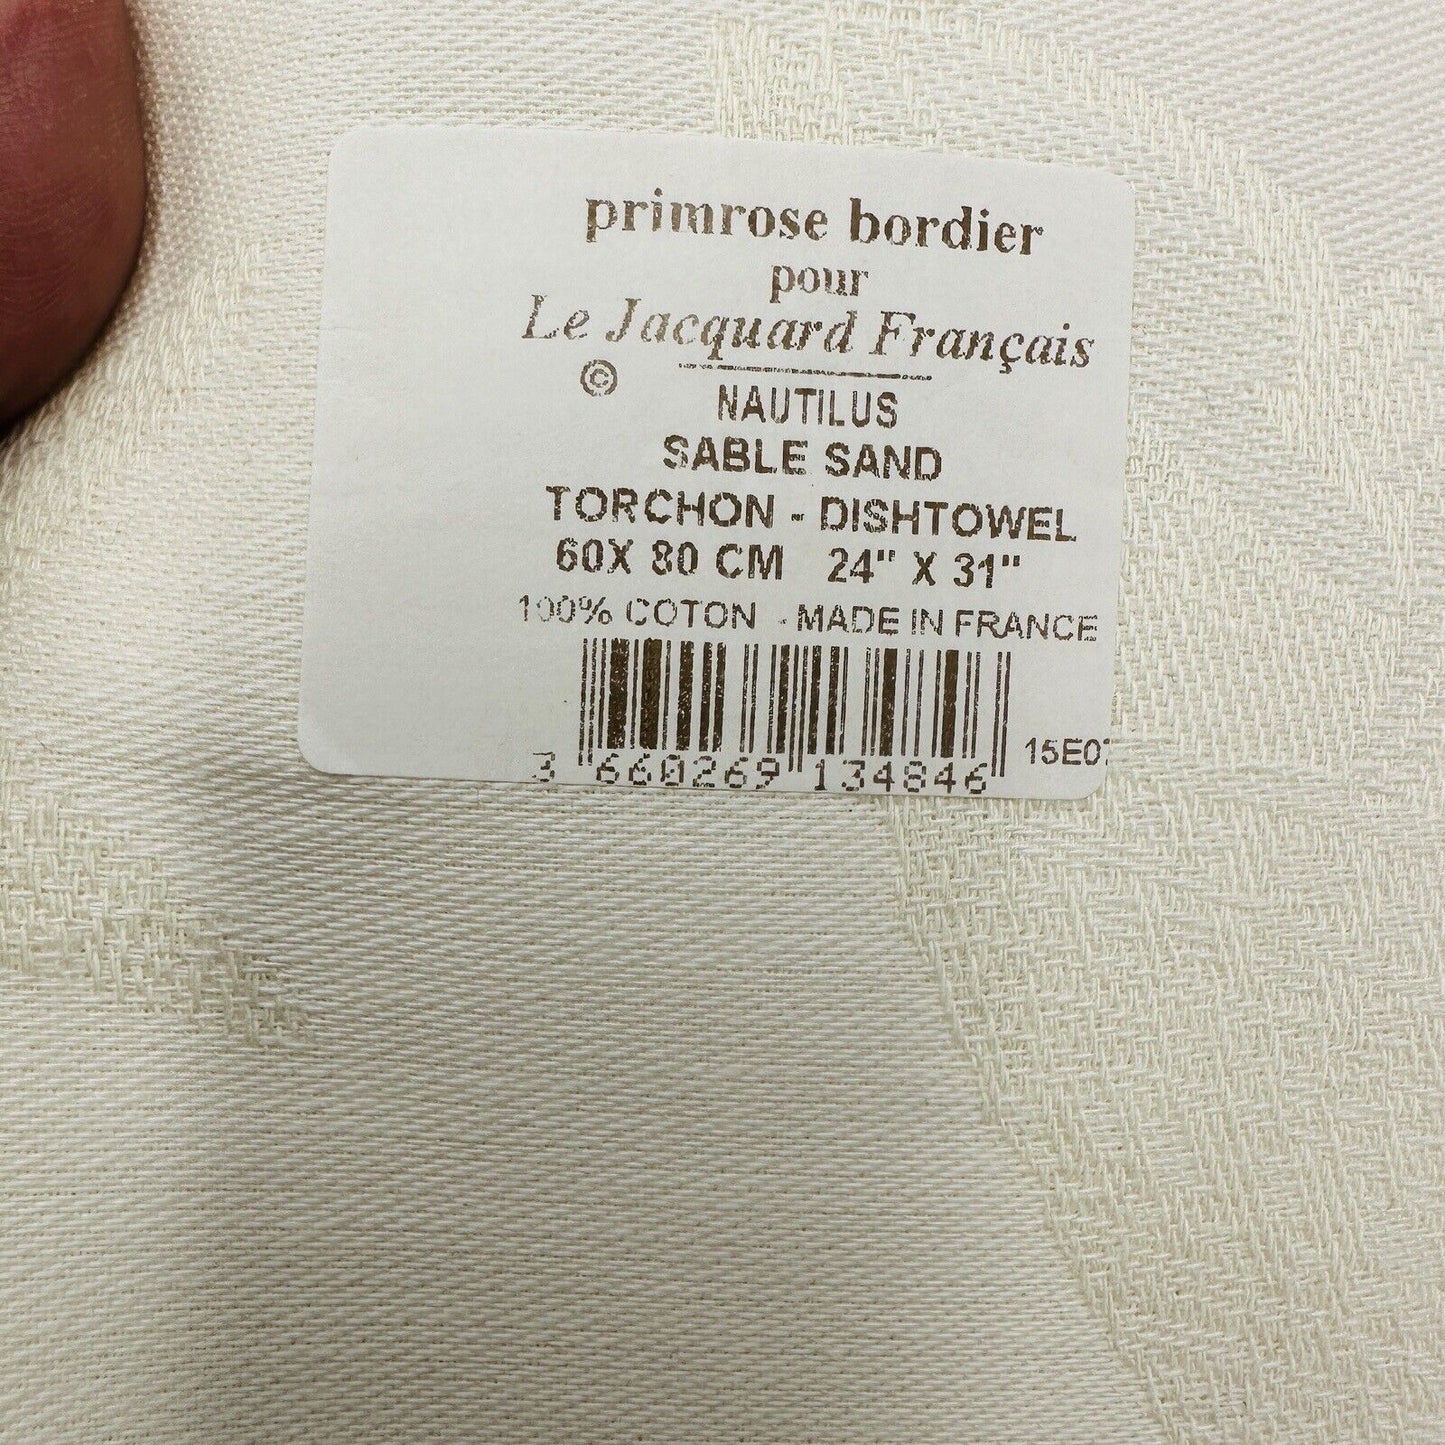 primrose bordier
pour
Le Jacquard Français
©
NAUTILUS
SABLE SAND
TORCHON - DISHTOWEL
60X 80 CM 24" X 31"
100% COTON - MADE IN FRANCE
3 660269 134846